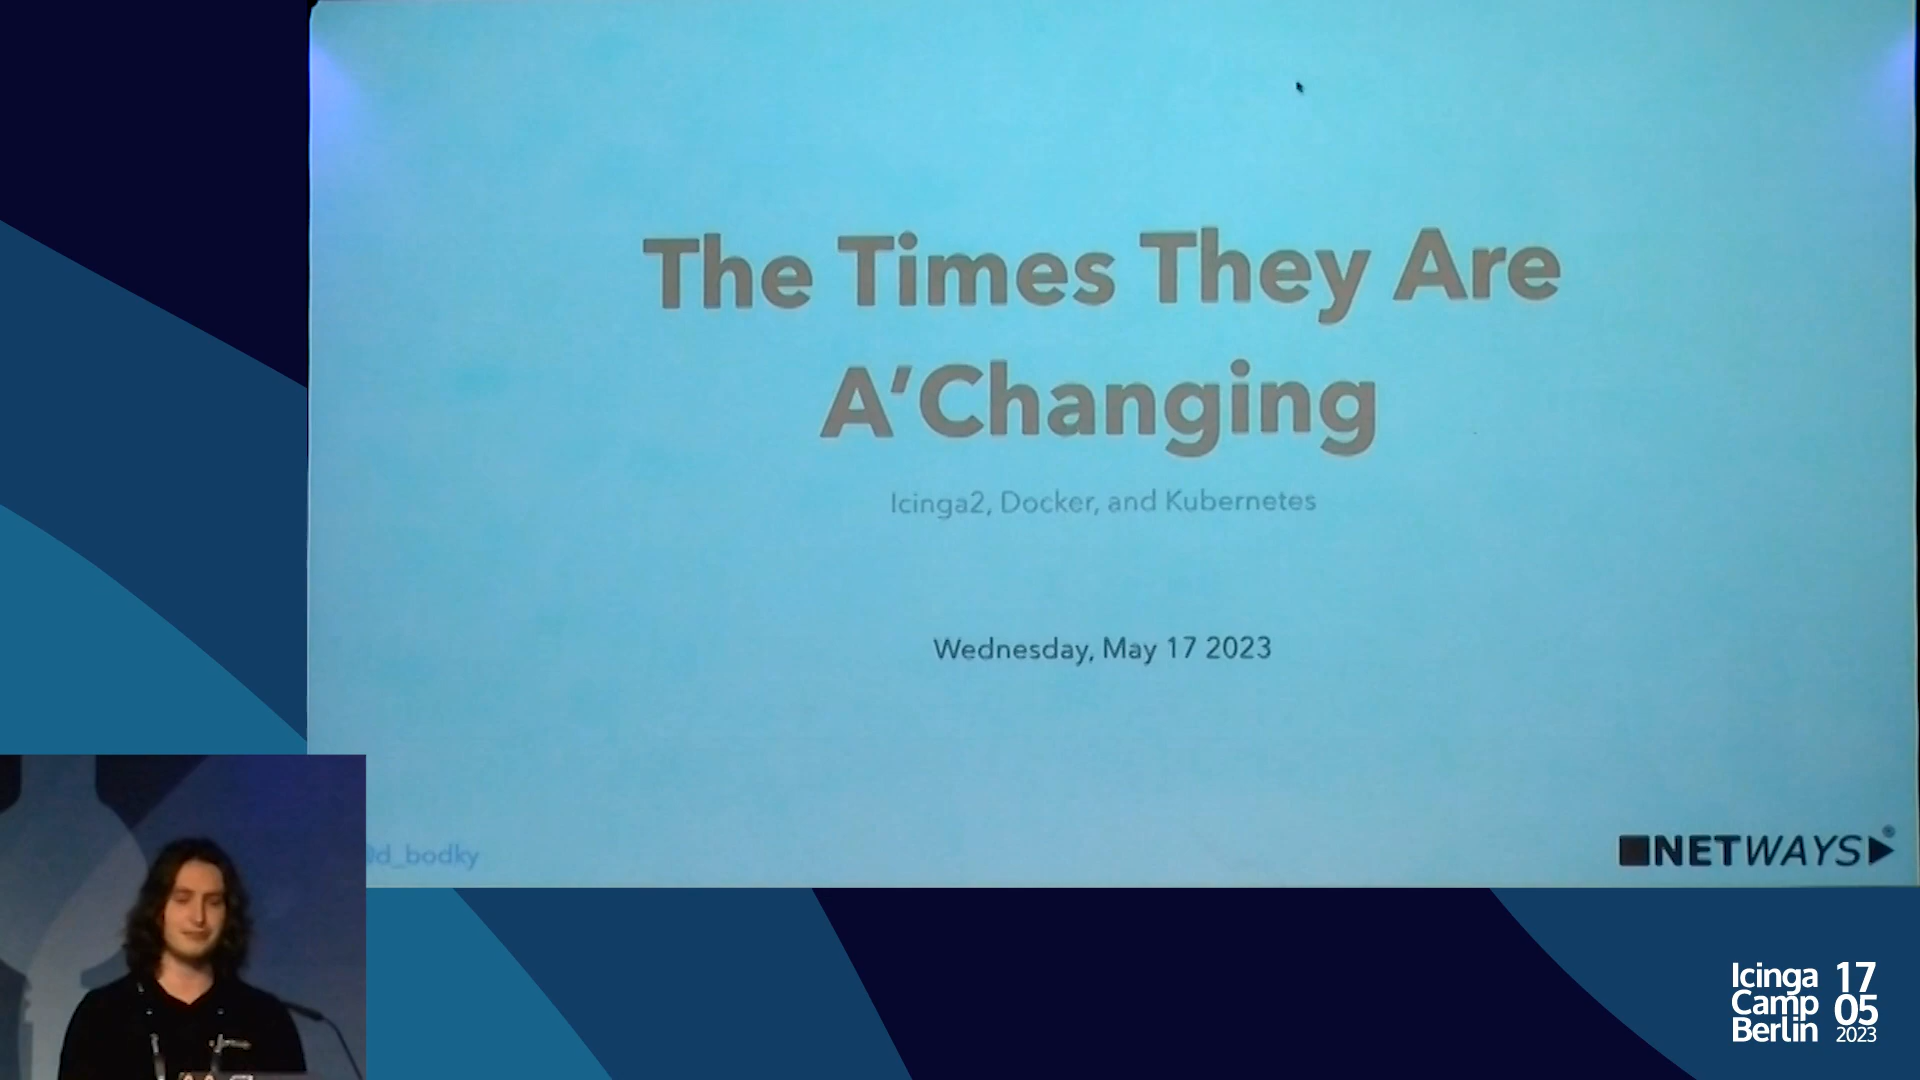 The Times They Are
A'Changing
Icinga2, Docker, and Kubernetes
Wednesday, May 17 2023
@d_bodky
NETWAYS®
Icinga 17
Camp 05
Berlin 2023